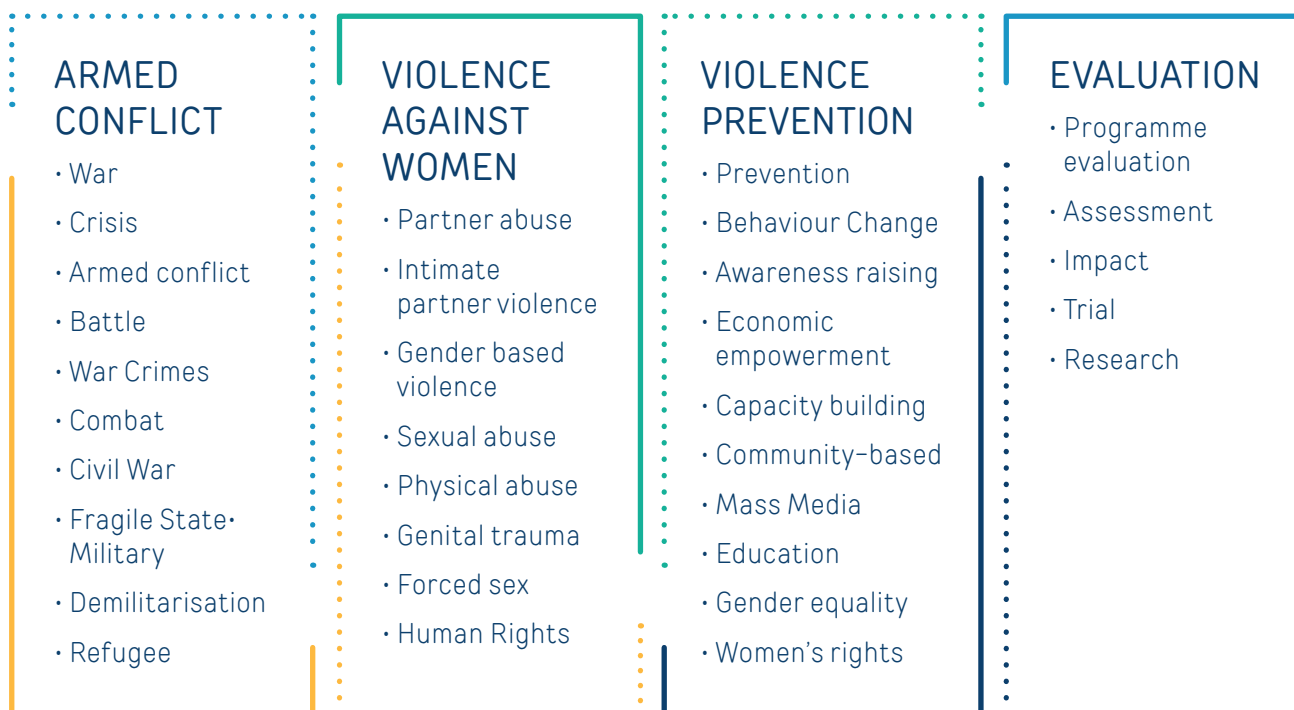 ARMED
CONFLICT
· War
· Crisis
· Armed conflict
· Battle
· War Crimes
· Combat
· Civil War
· Fragile State·
Military
· Demilitarisation
· Refugee
VIOLENCE
AGAINST
WOMEN
· Partner abuse
· Intimate
partner violence
· Gender based
violence
· Sexual abuse
· Physical abuse
· Genital trauma
· Forced sex
· Human Rights
VIOLENCE
PREVENTION
· Prevention
· Behaviour Change
· Awareness raising
· Economic
empowerment
· Capacity building
· Community-based
· Mass Media
· Education
· Gender equality
· Women's rights
EVALUATION
· Programme
evaluation
· Assessment
· Impact
· Trial
· Research